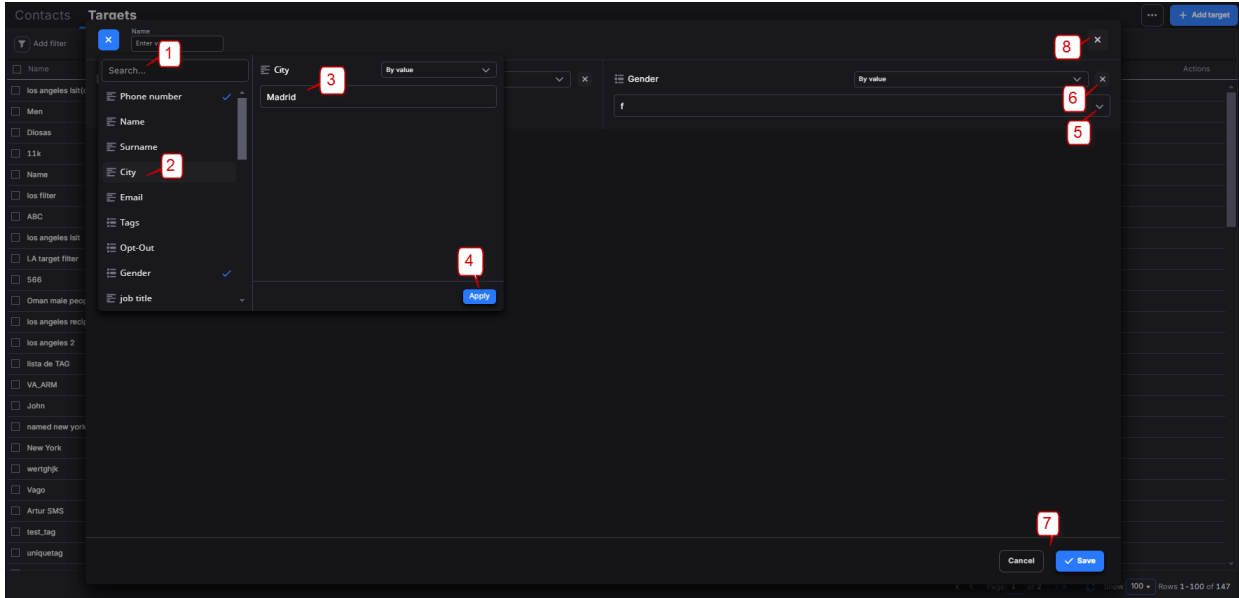 Contacts Targets
+ Add target
Add filter
Name
Enter v
1
8
Name
Actions
Search...
City
By value
3
Gender
By value
Phone number
Madrid
6
f
5
Name
Surname
2
City
Email
Tags
Opt-Out
4
Gender
Apply
job title
los angeles lsit(c
Men
Dlosas
11k
Name
los filter
ABC
los angeles lsit
LA target filter
566
Oman male peop
los angeles recip
los angeles 2
lista de TAG
VA_ARM
John
named new york
New York
wertghjk
Vago
Artur SMS
test_tag
uniquetag
7
Cancel
Save
Page 1 of 2
Show 100 Rows 1-100 of 147